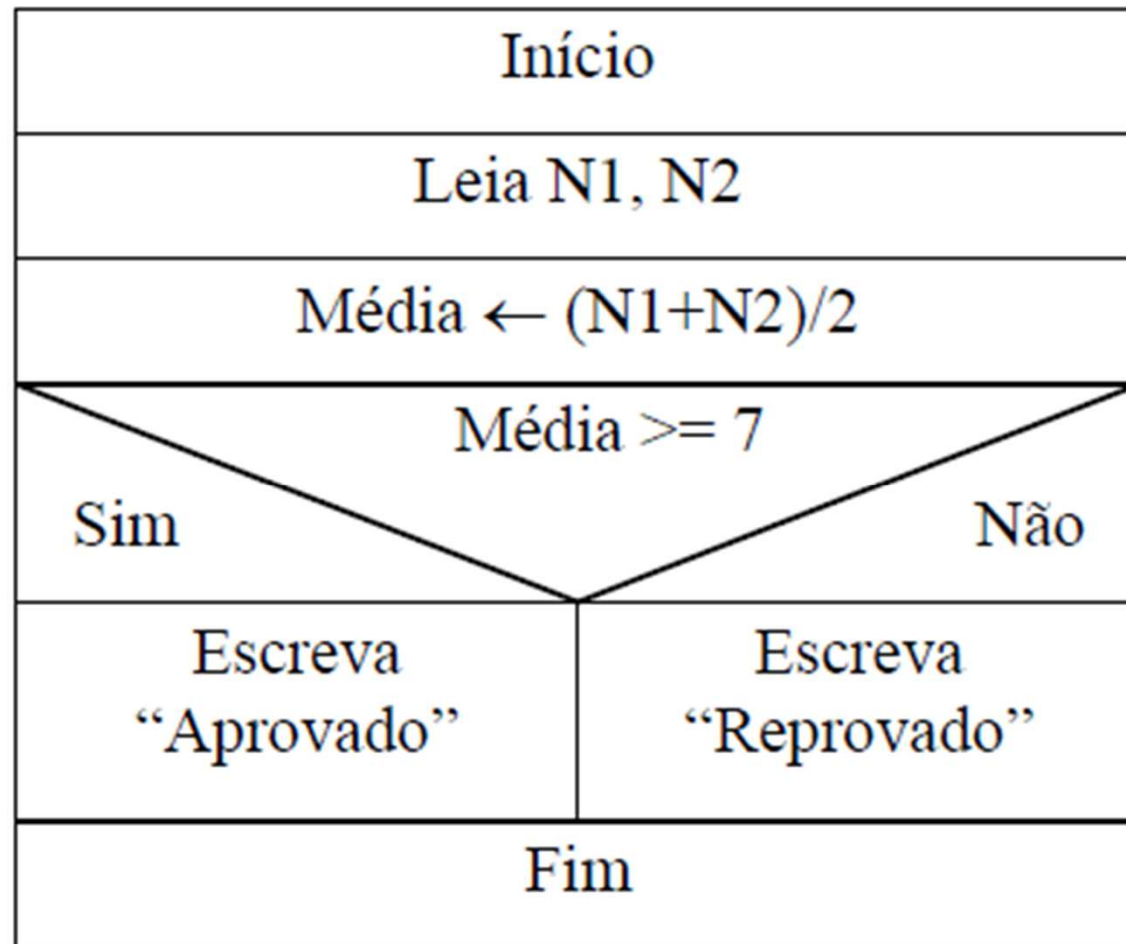 Início
Leia N1, N2
Média ← (N1+N2)/2
Média >= 7
Sim
Não
Escreva
“Aprovado”
Escreva
“Reprovado”
Fim